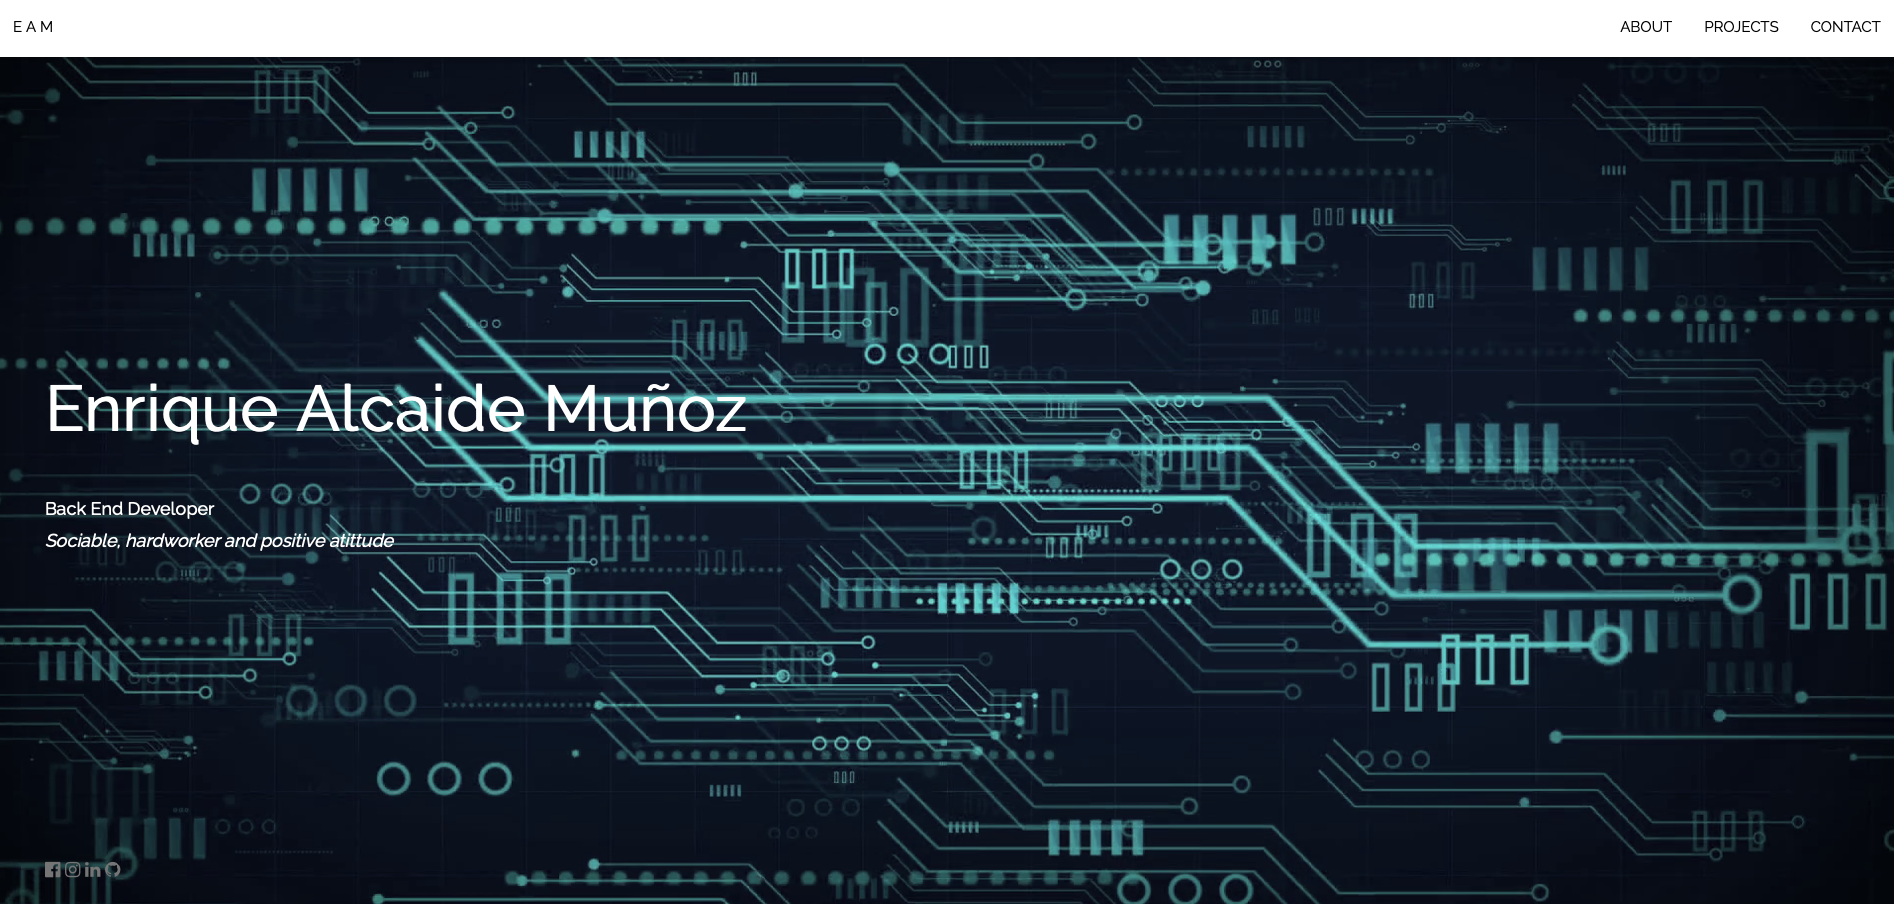 E A M
ABOUT PROJECTS CONTACT
Enrique Alcaide Muñoz
Back End Developer
Sociable, hardworker and positive atittude